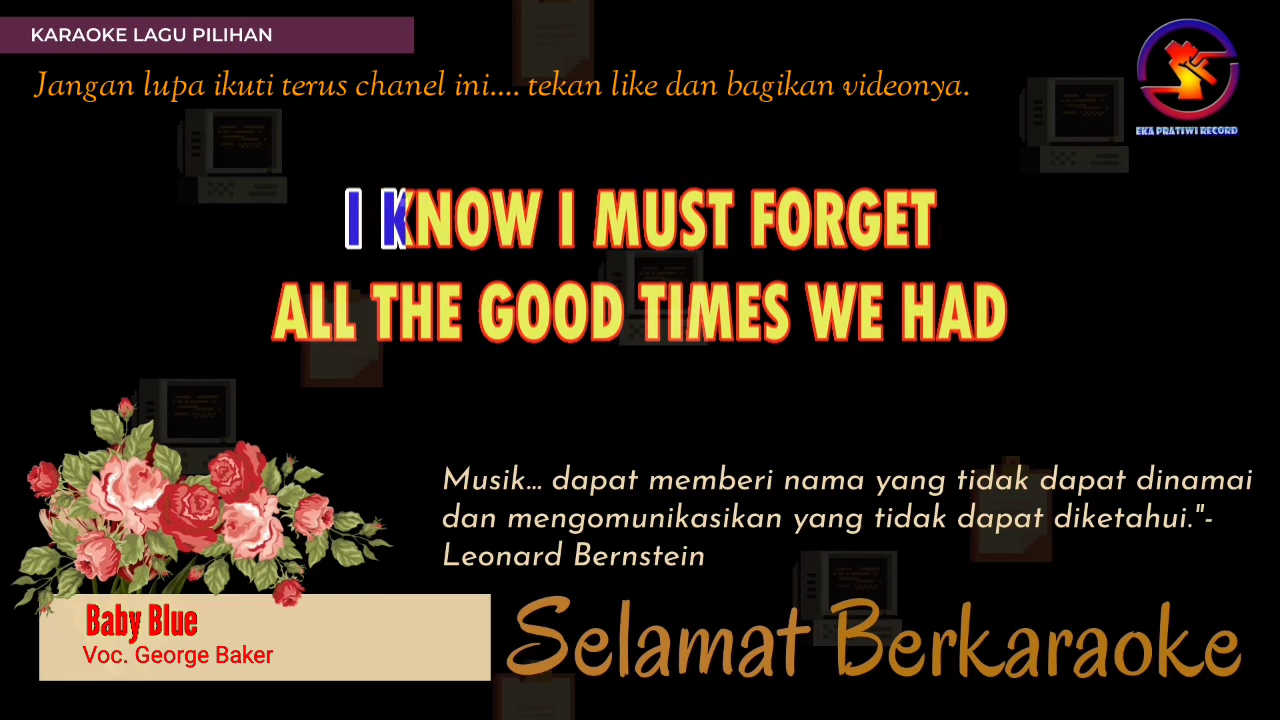 KARAOKE LAGU PILIHAN
Jangan lupa ikuti terus chanel ini.... tekan like dan bagikan videonya.
EKA PRATIWI RECORD
I KNOW I MUST FORGET
ALL THE GOOD TIMES WE HAD
Musik... dapat memberi nama yang tidak dapat dinamai
dan mengomunikasikan yang tidak dapat diketahui."-
Leonard Bernstein
Baby Blue
Voc. George Baker
Selamat Berkaraoke